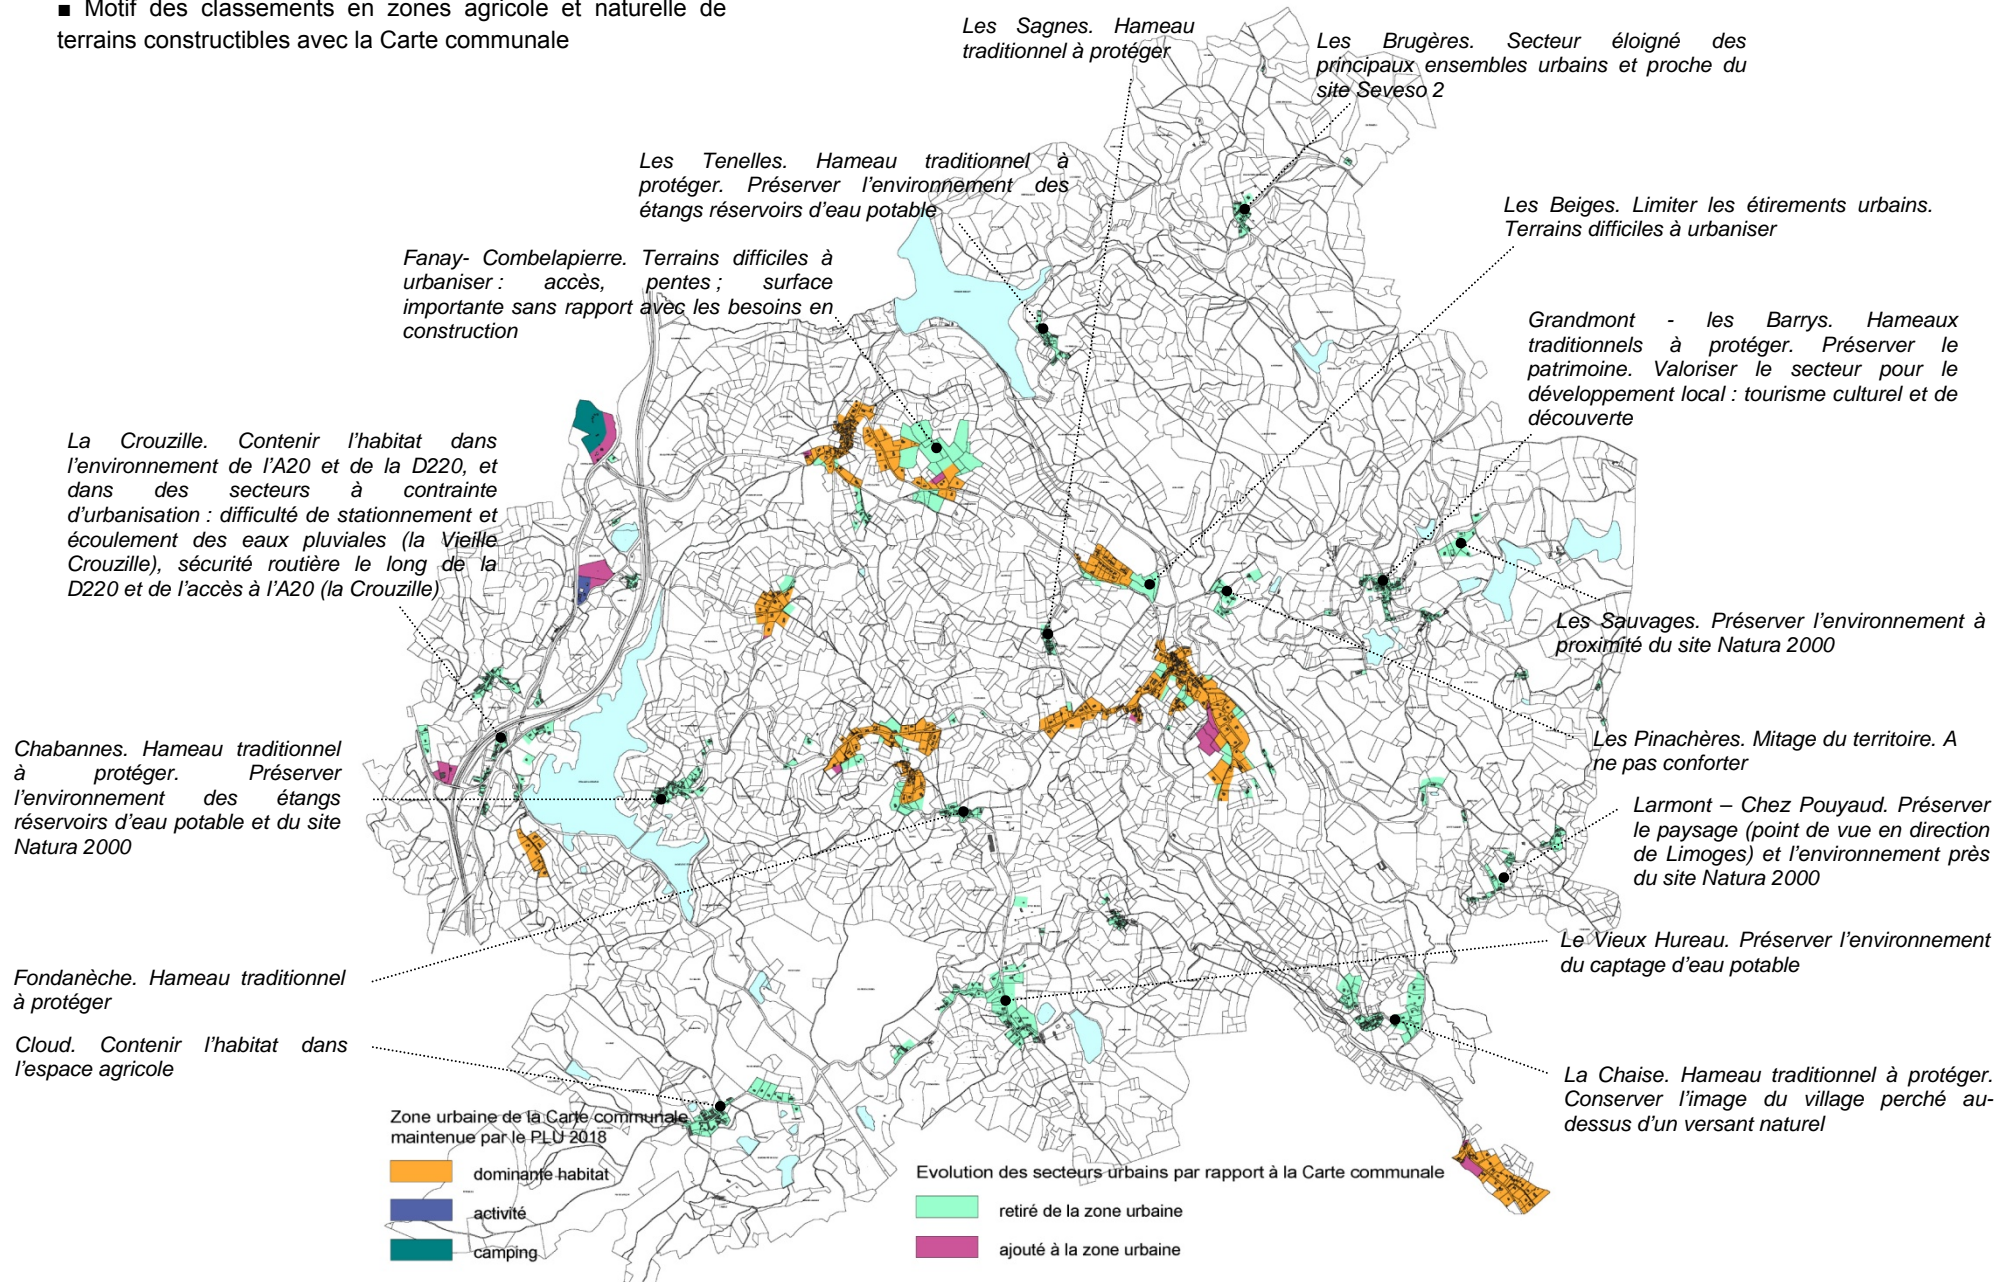 ■ Motif des classements en zones agricole et naturelle de
terrains constructibles avec la Carte communale
Les Sagnes. Hameau
traditionnel à protéger
Les Brugères. Secteur éloigné des
principaux ensembles urbains et proche du
site Seveso 2
Les Tenelles. Hameau traditionnel à
protéger. Préserver l'environnement des
étangs réservoirs d'eau potable
Les Beiges. Limiter les étirements urbains.
Terrains difficiles à urbaniser
Fanay- Combelapierre. Terrains difficiles à
urbaniser : accès, pentes ; surface
importante sans rapport avec les besoins en
construction
Grandmont - les Barrys. Hameaux
traditionnels à protéger. Préserver le
patrimoine. Valoriser le secteur pour le
développement local : tourisme culturel et de
découverte
La Crouzille. Contenir l'habitat dans
l'environnement de l'A20 et de la D220, et
dans des secteurs à contrainte
d'urbanisation : difficulté de stationnement et
écoulement des eaux pluviales (la Vieille
Crouzille), sécurité routière le long de la
D220 et de l'accès à l'A20 (la Crouzille)
Les Sauvages. Préserver l'environnement à
proximité du site Natura 2000
Chabannes. Hameau traditionnel
à protéger. Préserver
l'environnement des étangs
réservoirs d'eau potable et du site
Natura 2000
Les Pinachères. Mitage du territoire. A
ne pas conforter
Larmont – Chez Pouyaud. Préserver
le paysage (point de vue en direction
de Limoges) et l'environnement près
du site Natura 2000
Le Vieux Hureau. Préserver l'environnement
du captage d'eau potable
Fondanèche. Hameau traditionnel
à protéger
Cloud. Contenir l'habitat dans
l'espace agricole
La Chaise. Hameau traditionnel à protéger.
Conserver l'image du village perché au-
dessus d'un versant naturel
Zone urbaine de la Carte communale
maintenue par le PLU 2018
dominante habitat
activité
camping
Evolution des secteurs urbains par rapport à la Carte communale
retiré de la zone urbaine
ajouté à la zone urbaine